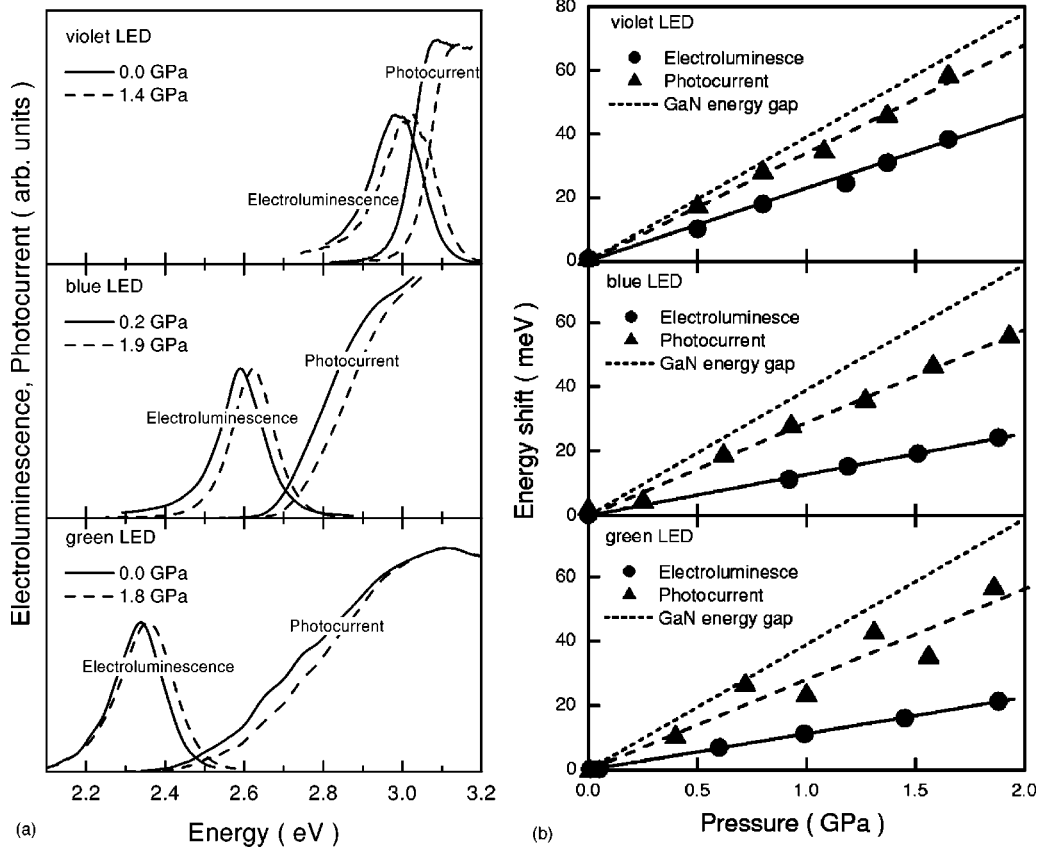 Electroluminescence, Photocurrent ( arb. units )
violet LED
0.0 GPa
1.4 GPa
Photocurrent
Electroluminescence
blue LED
0.2 GPa
1.9 GPa
Photocurrent
Electroluminescence
green LED
0.0 GPa
1.8 GPa
Photocurrent
Electroluminescence
2.2 2.4 2.6 2.8 3.0 3.2
Energy ( eV )
(a)
Energy shift ( meV )
80
60
40
20
0
violet LED
Electroluminesce
Photocurrent
GaN energy gap
60
40
20
0
blue LED
Electroluminesce
Photocurrent
GaN energy gap
60
40
20
0
green LED
Electroluminesce
Photocurrent
GaN energy gap
0.0 0.5 1.0 1.5 2.0
Pressure ( GPa )
(b)